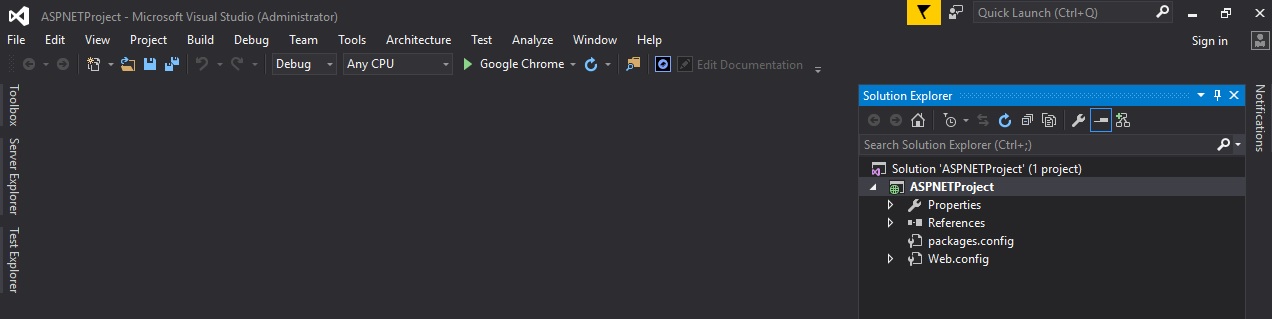 ASPNETProject - Microsoft Visual Studio (Administrator)
Quick Launch (Ctrl+Q)
File Edit View Project Build Debug Team Tools Architecture Test Analyze Window Help
Sign in
Debug Any CPU Google Chrome Edit Documentation
Toolbox
Server Explorer
Test Explorer
Solution Explorer
Search Solution Explorer (Ctrl+;)
Solution 'ASPNETProject' (1 project)
ASPNETProject
Properties
References
packages.config
Web.config
Notifications